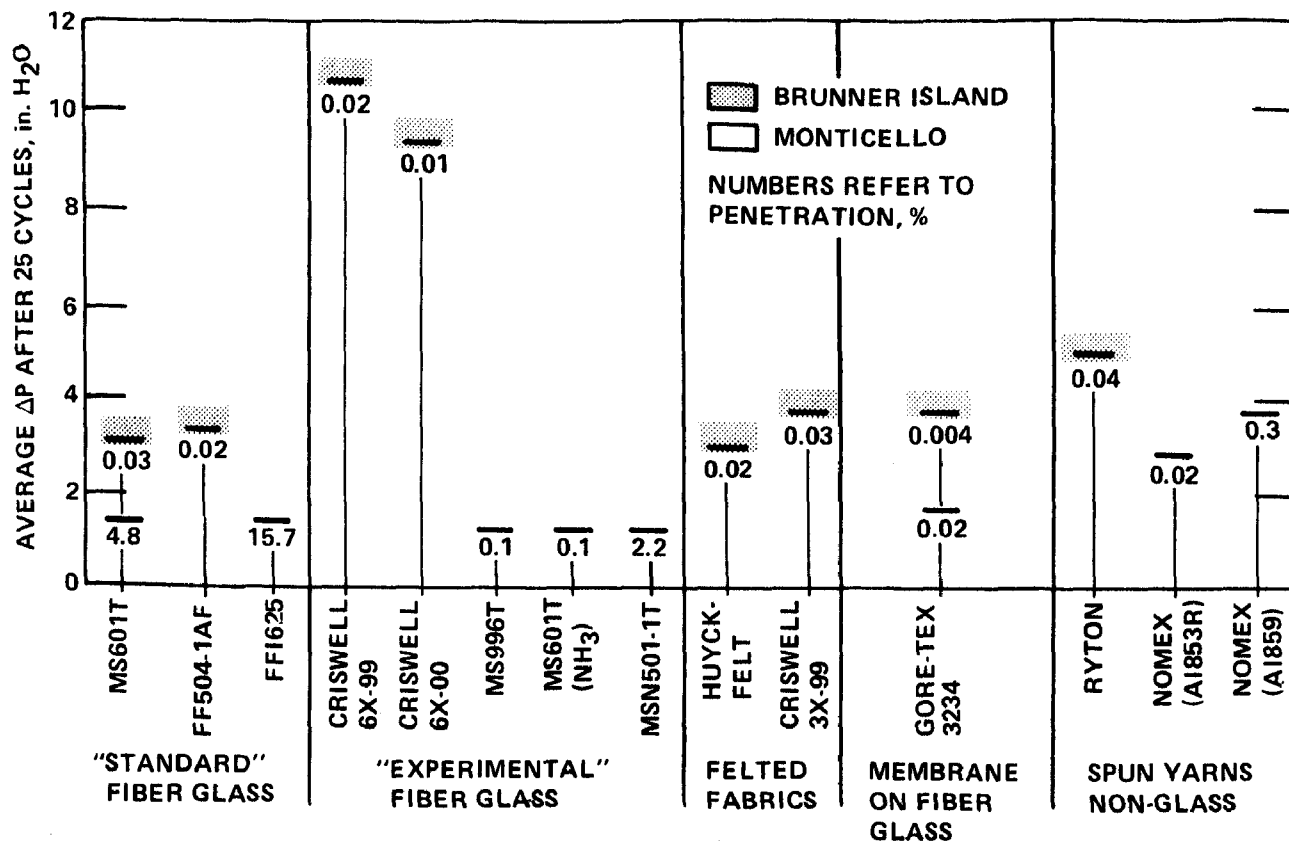 AVERAGE ΔP AFTER 25 CYCLES, in. H2O
12
10
8
6
4
2
0
BRUNNER ISLAND
MONTICELLO
NUMBERS REFER TO
PENETRATION, %
0.03
4.8
0.02
15.7
0.02
0.01
0.1
0.1
2.2
0.02
0.03
0.004
0.02
0.04
0.02
0.3
MS601T
FF504-1AF
FFI625
CRISWELL
6X-99
CRISWELL
6X-00
MS996T
MS601T
(NH3)
MSN501-1T
HUYCK-
FELT
CRISWELL
3X-99
GORE-TEX
3234
RYTON
NOMEX
(AI853R)
NOMEX
(AI859)
"STANDARD"
FIBER GLASS
"EXPERIMENTAL"
FIBER GLASS
FELTED
FABRICS
MEMBRANE
ON FIBER
GLASS
SPUN YARNS
NON-GLASS